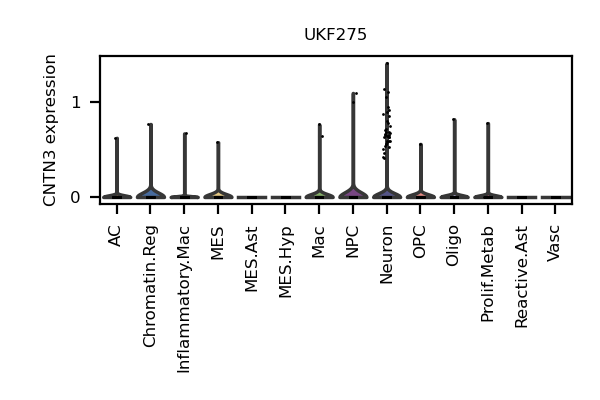 UKF275
CNTN3 expression
1
0
AC
Chromatin.Reg
Inflammatory.Mac
MES
MES.Ast
MES.Hyp
Mac
NPC
Neuron
OPC
Oligo
Prolif.Metab
Reactive.Ast
Vasc